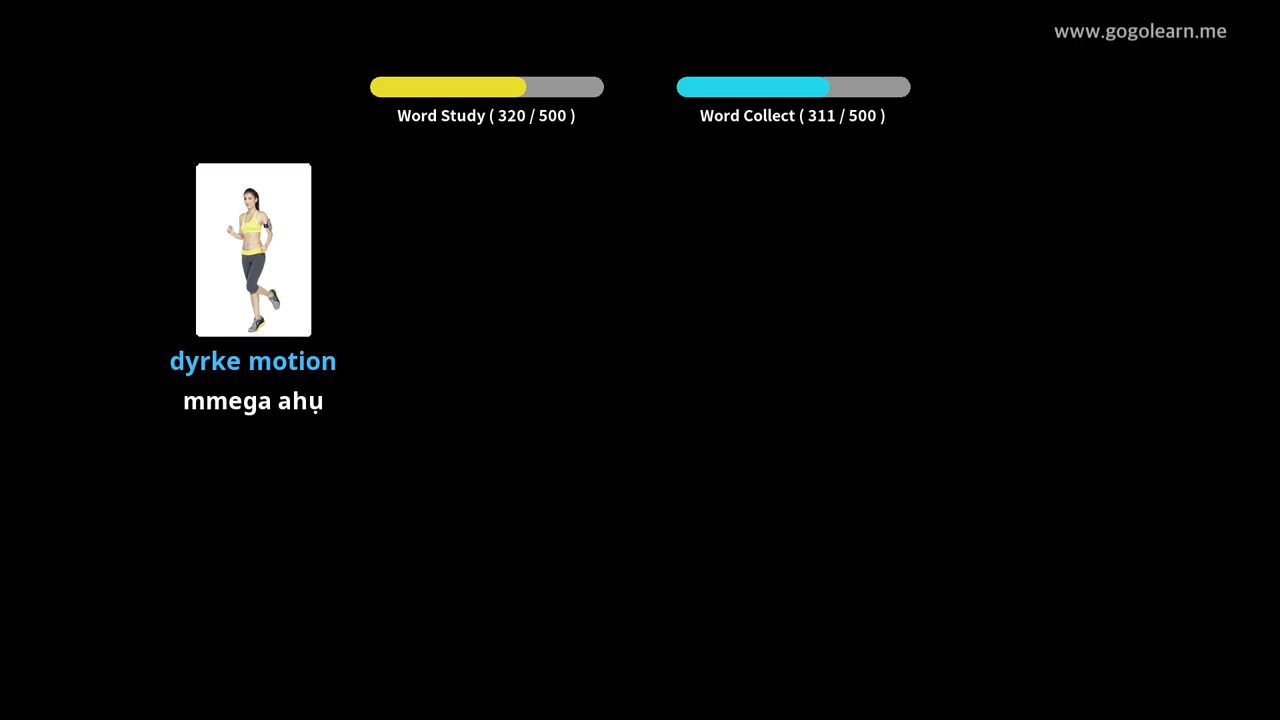 www.gogolearn.me
Word Study ( 320 / 500 )
Word Collect ( 311 / 500 )
dyrke motion
mmega ahụ